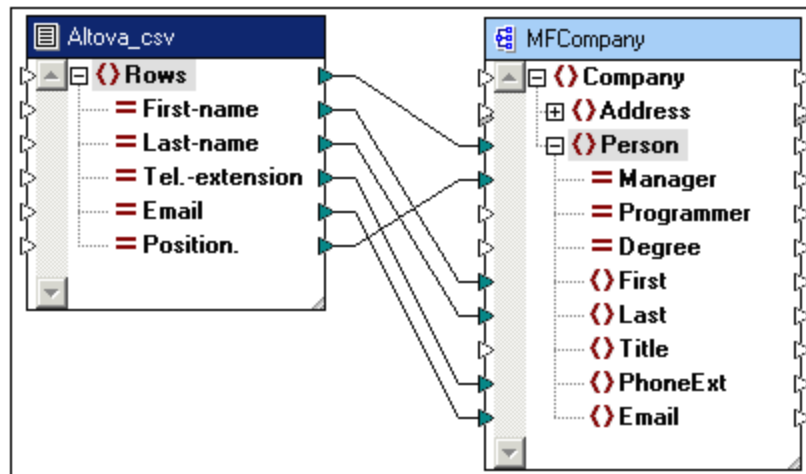 Altova_csv
Rows
First-name
Last-name
Tel.-extension
Email
Position.
MFCompany
Company
Address
Person
Manager
Programmer
Degree
First
Last
Title
PhoneExt
Email